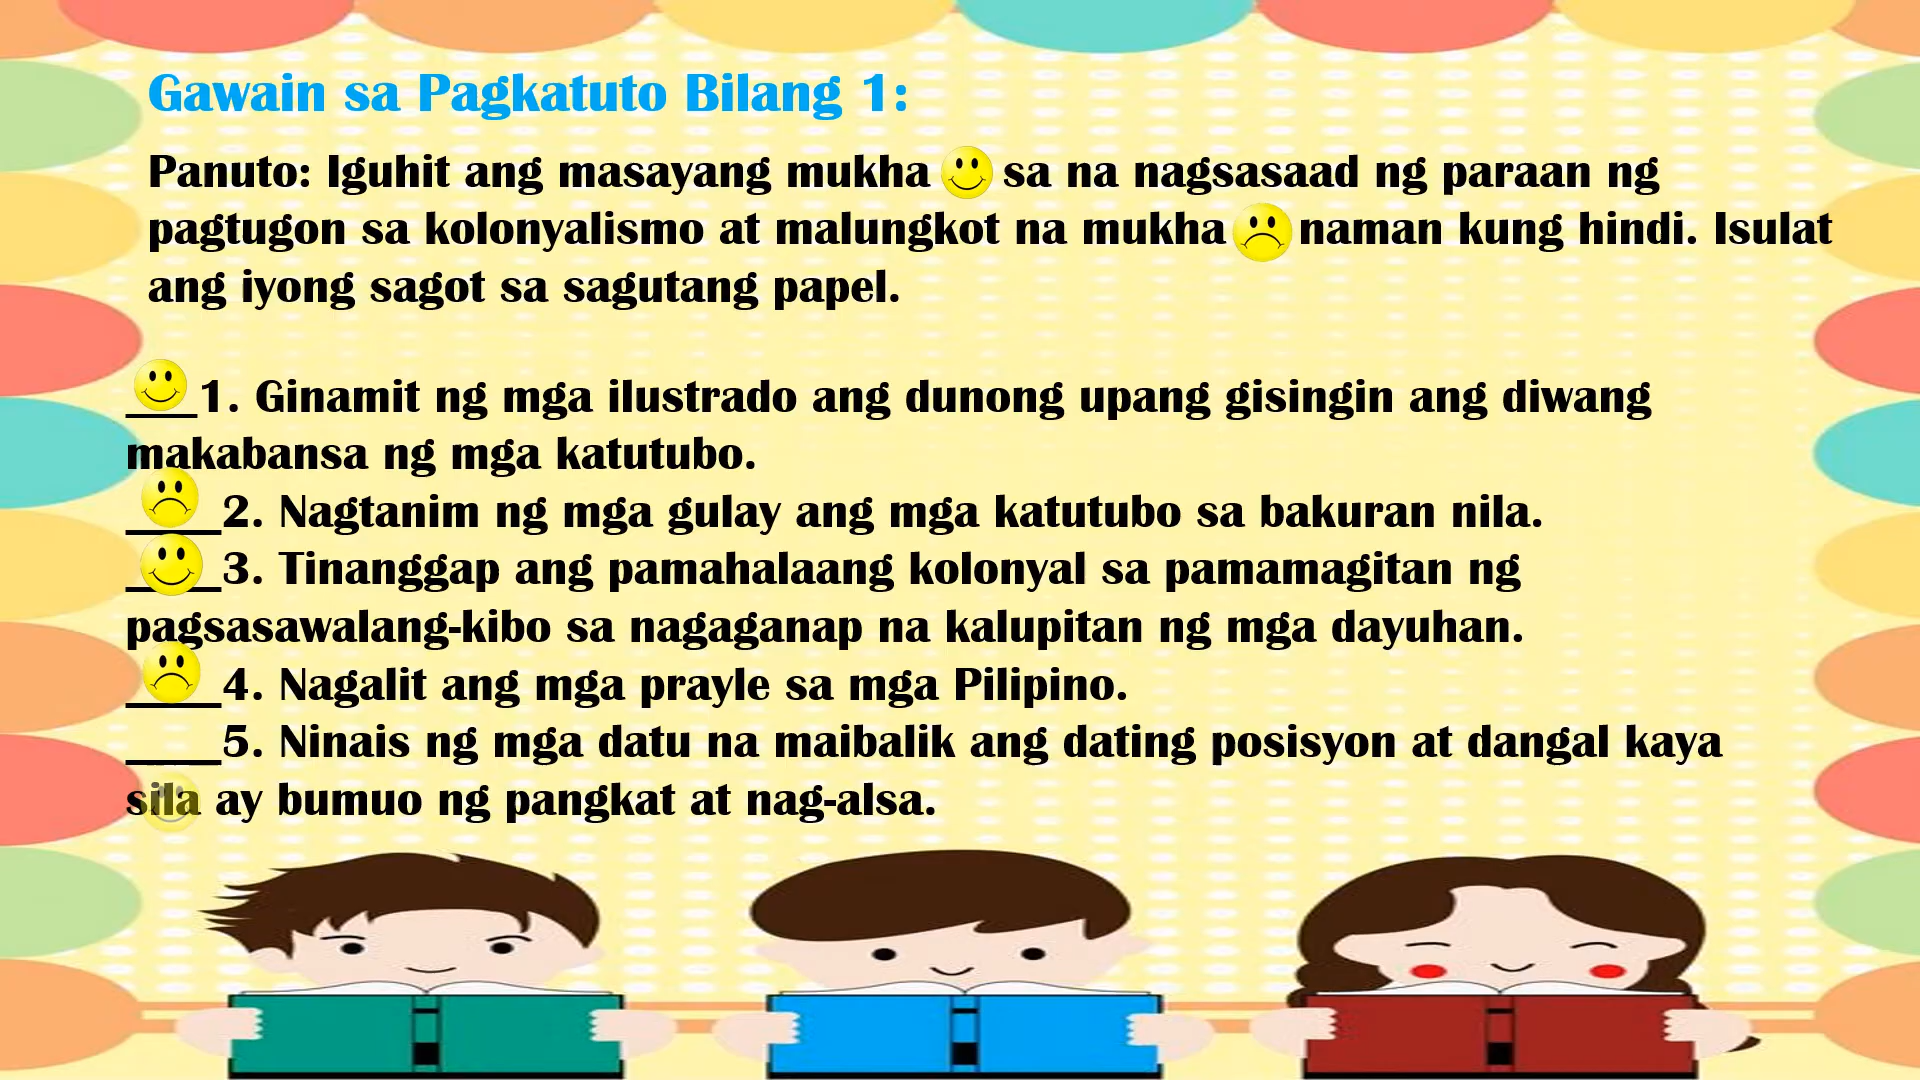 Gawain sa Pagkatuto Bilang 1:
Panuto: Iguhit ang masayang mukha sa na nagsasaad ng paraan ng
pagtugon sa kolonyalismo at malungkot na mukha naman kung hindi. Isulat
ang iyong sagot sa sagutang papel.
___1. Ginamit ng mga ilustrado ang dunong upang gisingin ang diwang
makabansa ng mga katutubo.
____2. Nagtanim ng mga gulay ang mga katutubo sa bakuran nila.
____3. Tinanggap ang pamahalaang kolonyal sa pamamagitan ng
pagsasawalang-kibo sa nagaganap na kalupitan ng mga dayuhan.
____4. Nagalit ang mga prayle sa mga Pilipino.
____5. Ninais ng mga datu na maibalik ang dating posisyon at dangal kaya
sila ay bumuo ng pangkat at nag-alsa.